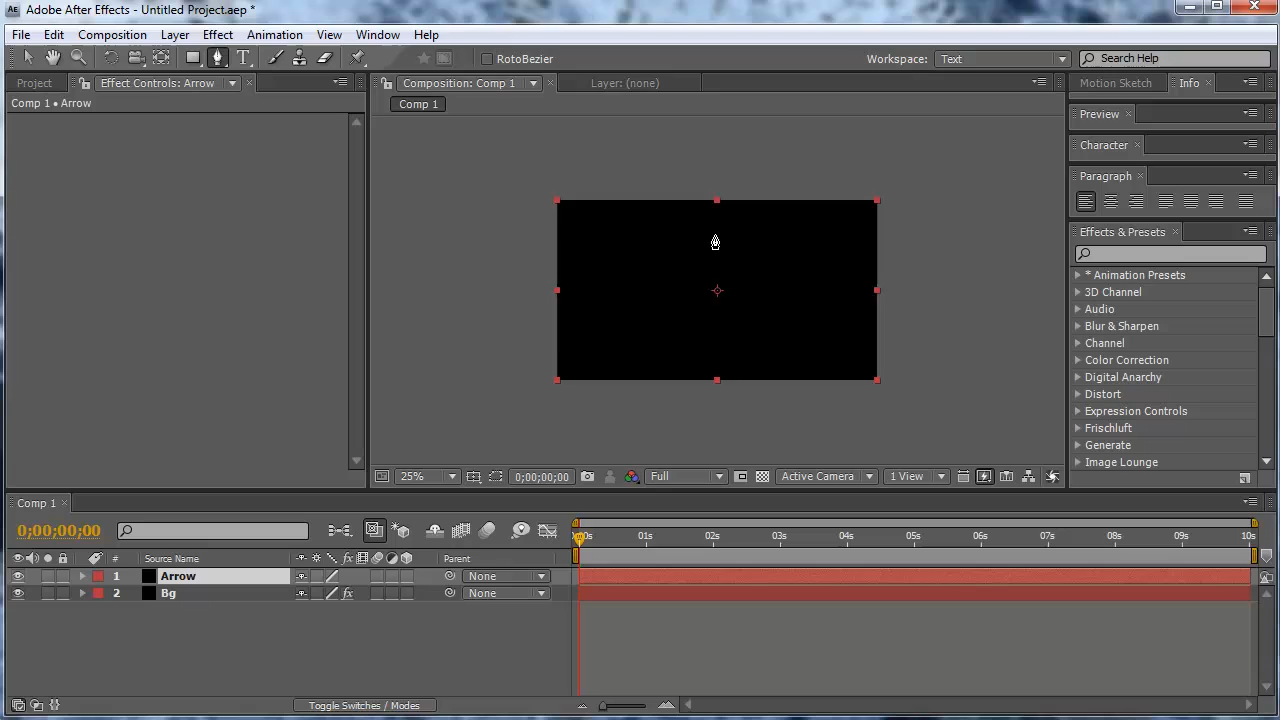 Adobe After Effects - Untitled Project.aep *
File Edit Composition Layer Effect Animation View Window Help
RotoBezier Workspace: Text Search Help
Project Effect Controls: Arrow Composition: Comp 1 Layer: (none) Motion Sketch Info
Comp 1 • Arrow
Comp 1
Preview
Character
Paragraph
Effects & Presets
* Animation Presets
3D Channel
Audio
Blur & Sharpen
Channel
Color Correction
Digital Anarchy
Distort
Expression Controls
Frischluft
Generate
Image Lounge
25% 0;00;00;00 Full Active Camera 1 View
Comp 1
0;00;00;00
01s 02s 03s 04s 05s 06s 07s 08s 09s 10s
# Source Name Parent
1 Arrow None
2 Bg None
Toggle Switches / Modes